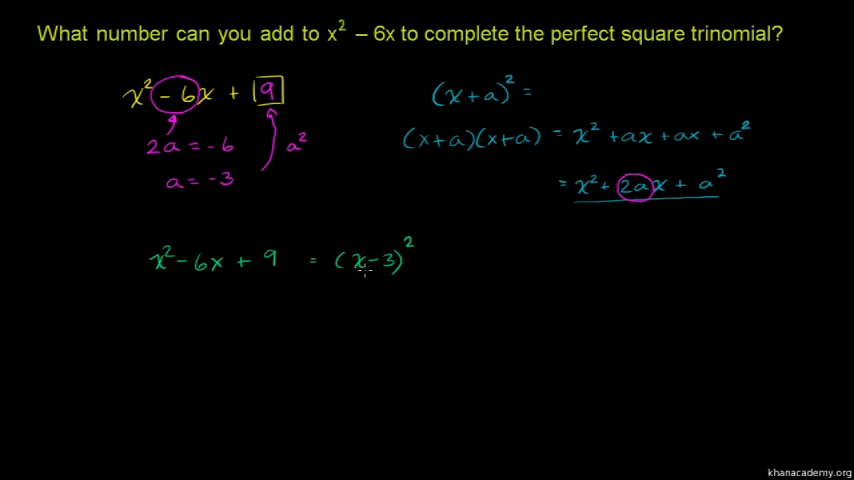 What number can you add to x² – 6x to complete the perfect square trinomial?
x² - 6x + 9
2a = -6
a = -3
a²
(x+a)² =
(x+a)(x+a) = x² + ax + ax + a²
= x² + 2ax + a²
x² - 6x + 9 = (x-3)²
khanacademy.org